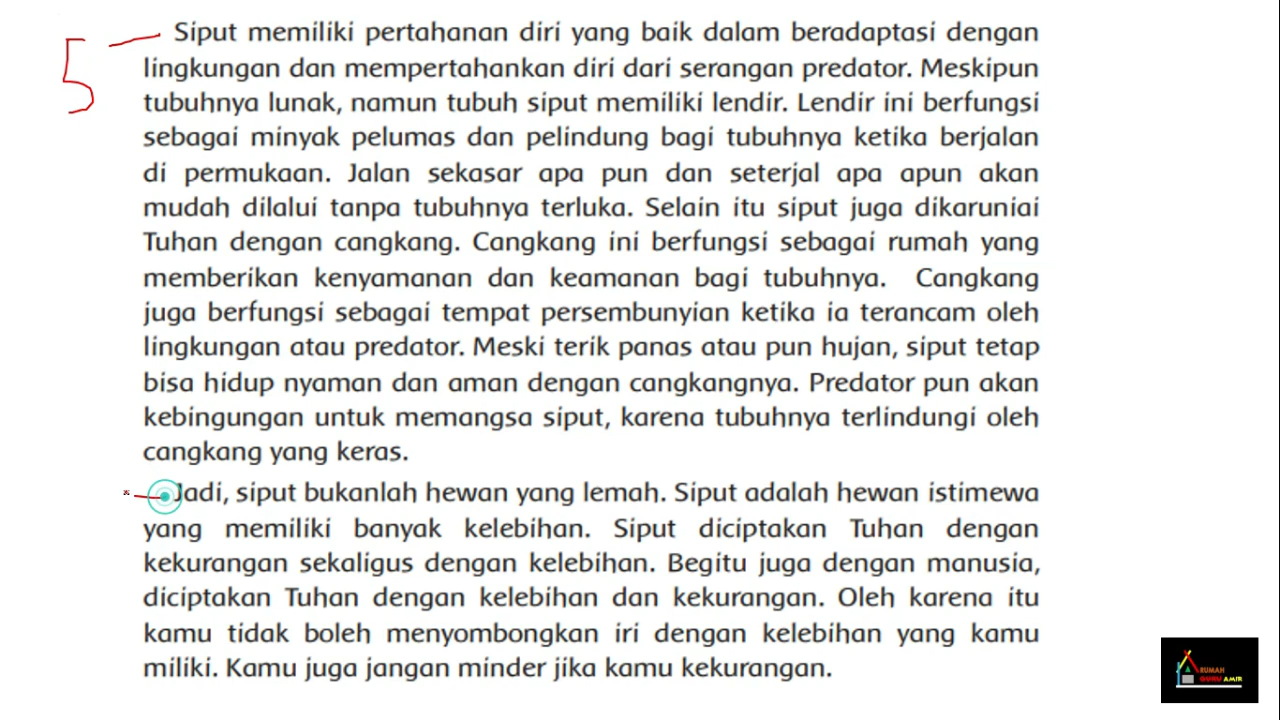 5
Siput memiliki pertahanan diri yang baik dalam beradaptasi dengan
lingkungan dan mempertahankan diri dari serangan predator. Meskipun
tubuhnya lunak, namun tubuh siput memiliki lendir. Lendir ini berfungsi
sebagai minyak pelumas dan pelindung bagi tubuhnya ketika berjalan
di permukaan. Jalan sekasar apa pun dan seterjal apa apun akan
mudah dilalui tanpa tubuhnya terluka. Selain itu siput juga dikaruniai
Tuhan dengan cangkang. Cangkang ini berfungsi sebagai rumah yang
memberikan kenyamanan dan keamanan bagi tubuhnya. Cangkang
juga berfungsi sebagai tempat persembunyian ketika ia terancam oleh
lingkungan atau predator. Meski terik panas atau pun hujan, siput tetap
bisa hidup nyaman dan aman dengan cangkangnya. Predator pun akan
kebingungan untuk memangsa siput, karena tubuhnya terlindungi oleh
cangkang yang keras.
Jadi, siput bukanlah hewan yang lemah. Siput adalah hewan istimewa
yang memiliki banyak kelebihan. Siput diciptakan Tuhan dengan
kekurangan sekaligus dengan kelebihan. Begitu juga dengan manusia,
diciptakan Tuhan dengan kelebihan dan kekurangan. Oleh karena itu
kamu tidak boleh menyombongkan iri dengan kelebihan yang kamu
miliki. Kamu juga jangan minder jika kamu kekurangan.
RUMAH
GURU AMIR